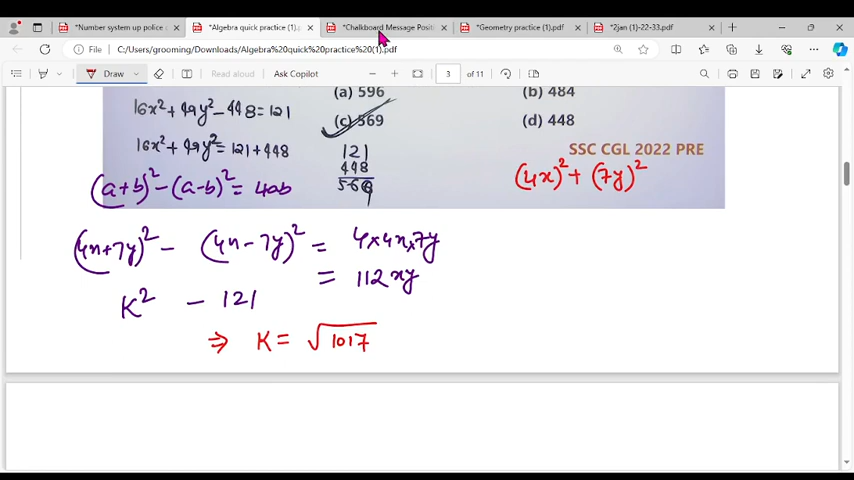 *Number system up police (
*Algebra quick practice (1).p
*Chalkboard Message Positi
*Geometry practice (1).pdf
*2jan (1)-22-33.pdf
File
C:/Users/grooming/Downloads/Algebra%20quick%20practice%20(1).pdf
Draw
Read aloud
Ask Copilot
3 of 11
16x²+49y²-448=121
(a) 596
(b) 484
16x²+49y²=121+448
(c) 569
(d) 448
121
448
569
SSC CGL 2022 PRE
(4x)²+(7y)²
(a+b)²-(a-b)²=4ab
(4x+7y)² - (4x-7y)² = 4×4x×7y
= 112xy
K² - 121
⇒ K = √1017